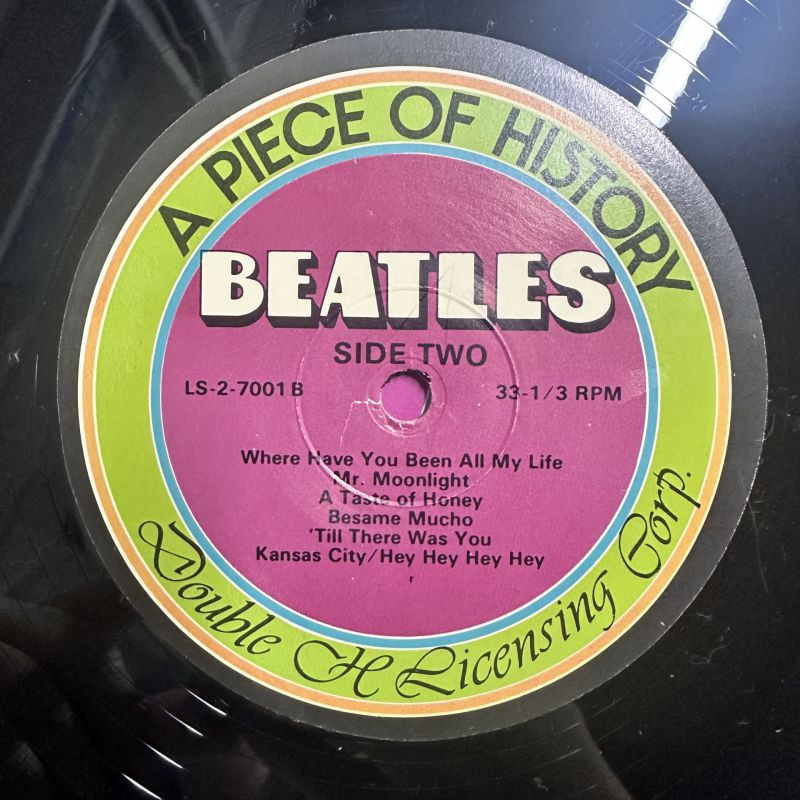 A PIECE OF HISTORY
BEATLES
SIDE TWO
LS-2-7001 B
33-1/3 RPM
Where Have You Been All My Life
Mr. Moonlight
A Taste of Honey
Besame Mucho
'Till There Was You
Kansas City/Hey Hey Hey Hey
Double H Licensing Corp.